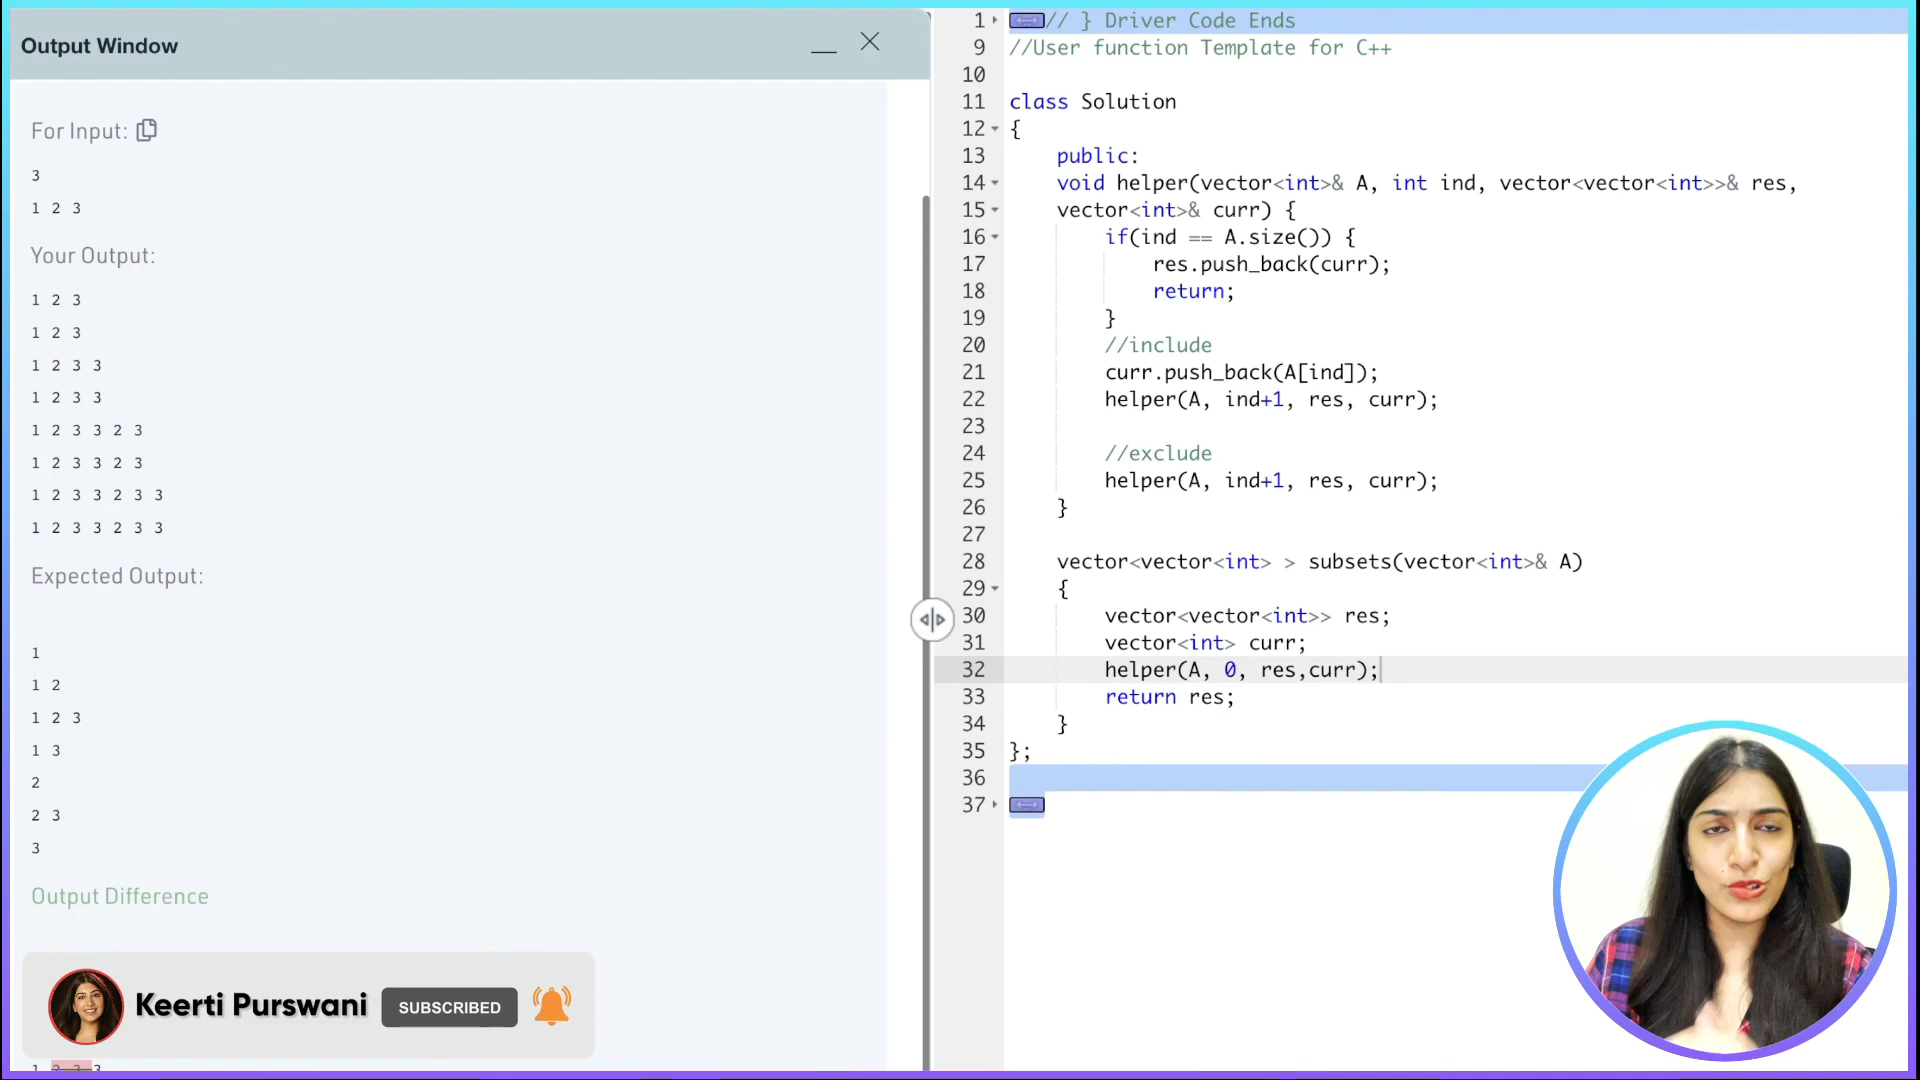 Output Window
For Input:
3
1 2 3
Your Output:
1 2 3
1 2 3
1 2 3 3
1 2 3 3
1 2 3 3 2 3
1 2 3 3 2 3
1 2 3 3 2 3 3
1 2 3 3 2 3 3
Expected Output:
1
1 2
1 2 3
1 3
2
2 3
3
Output Difference
Keerti Purswani
SUBSCRIBED
1 2 3 3
1 // } Driver Code Ends
9 //User function Template for C++
10
11 class Solution
12 {
13 public:
14 void helper(vector<int>& A, int ind, vector<vector<int>>& res,
15 vector<int>& curr) {
16 if(ind == A.size()) {
17 res.push_back(curr);
18 return;
19 }
20 //include
21 curr.push_back(A[ind]);
22 helper(A, ind+1, res, curr);
23
24 //exclude
25 helper(A, ind+1, res, curr);
26 }
27
28 vector<vector<int> > subsets(vector<int>& A)
29 {
30 vector<vector<int>> res;
31 vector<int> curr;
32 helper(A, 0, res,curr);
33 return res;
34 }
35 };
36
37